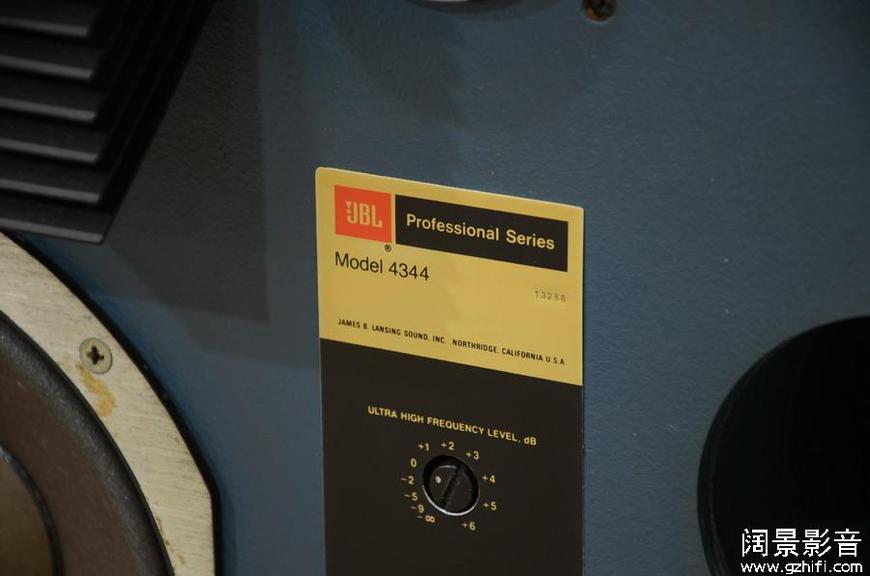 JBL
®
Professional Series
Model 4344
13288
JAMES B. LANSING SOUND, INC. NORTHRIDGE, CALIFORNIA U.S.A
ULTRA HIGH FREQUENCY LEVEL, dB
+1 +2 +3
0 +4
-2
-5 +5
-9
-∞ +6
阔景影音
www.gzhifi.com